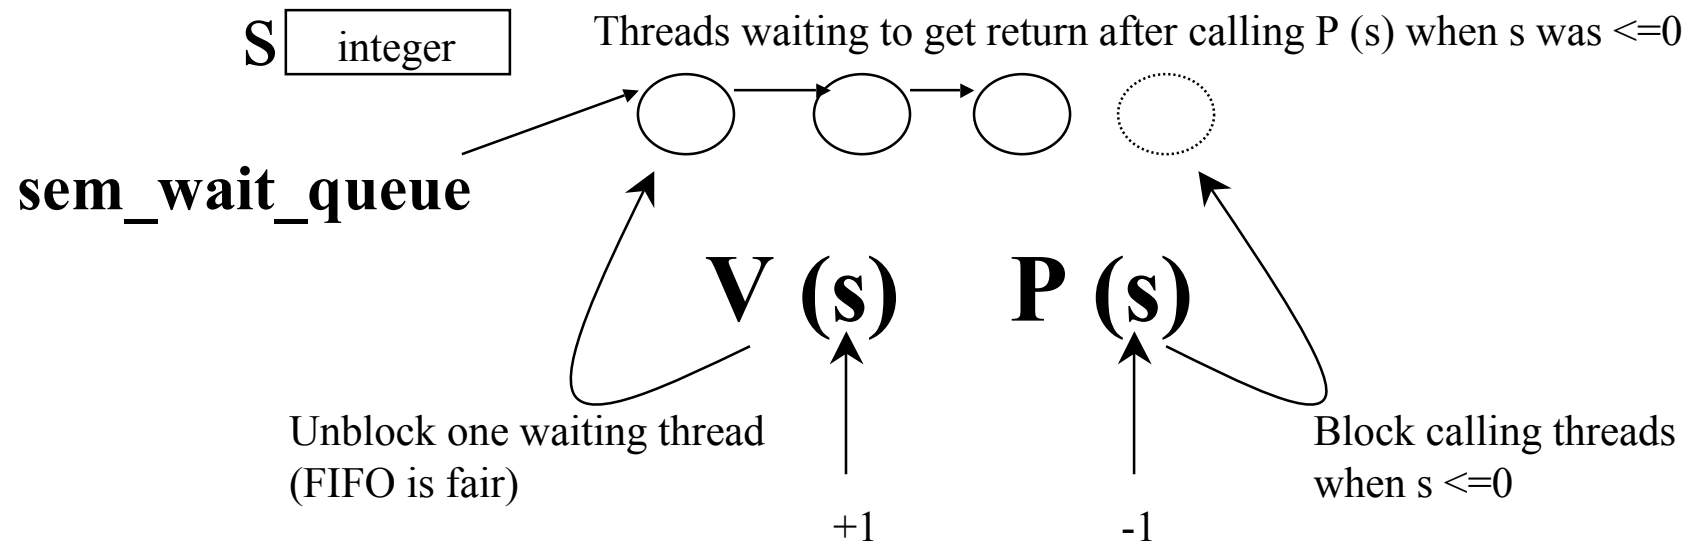 S integer
Threads waiting to get return after calling P (s) when s was <=0
sem_wait_queue
V (s)
P (s)
Unblock one waiting thread
(FIFO is fair)
Block calling threads
when s <=0
+1
-1